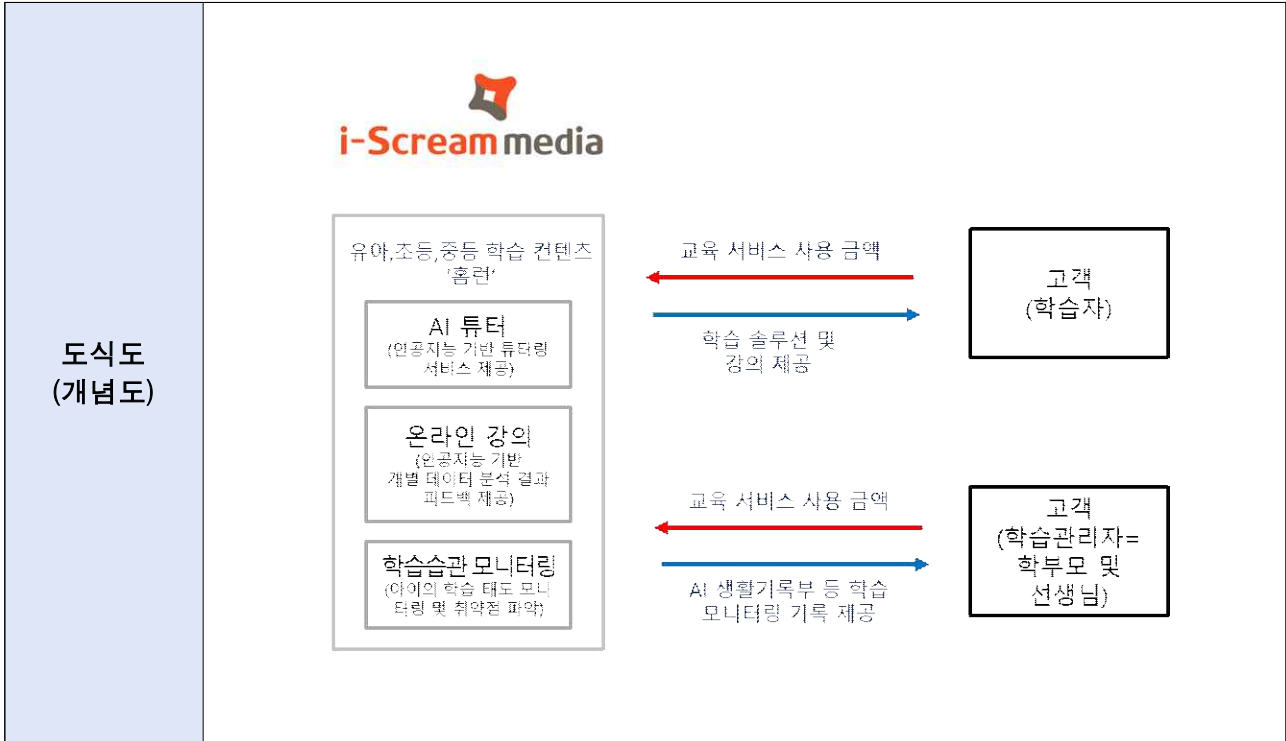 도식도
(개념도)
i-Scream media
유아,초등,중등 학습 컨텐츠
'홈런'
AI 튜터
(인공지능 기반 튜터링
서비스 제공)
온라인 강의
(인공지능 기반
개별 데이터 분석 결과
피드백 제공)
학습습관 모니터링
(아이의 학습 태도 모니
터링 및 취약점 파악)
교육 서비스 사용 금액
학습 솔루션 및
강의 제공
고객
(학습자)
교육 서비스 사용 금액
AI 생활기록부 등 학습
모니터링 기록 제공
고객
(학습관리자=
학부모 및
선생님)